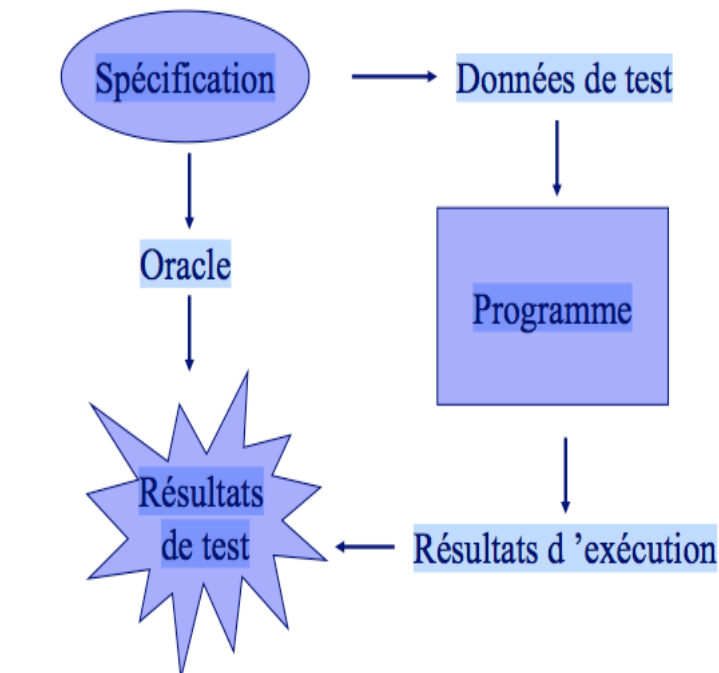 Spécification
Données de test
Oracle
Programme
Résultats
de test
Résultats d ’exécution